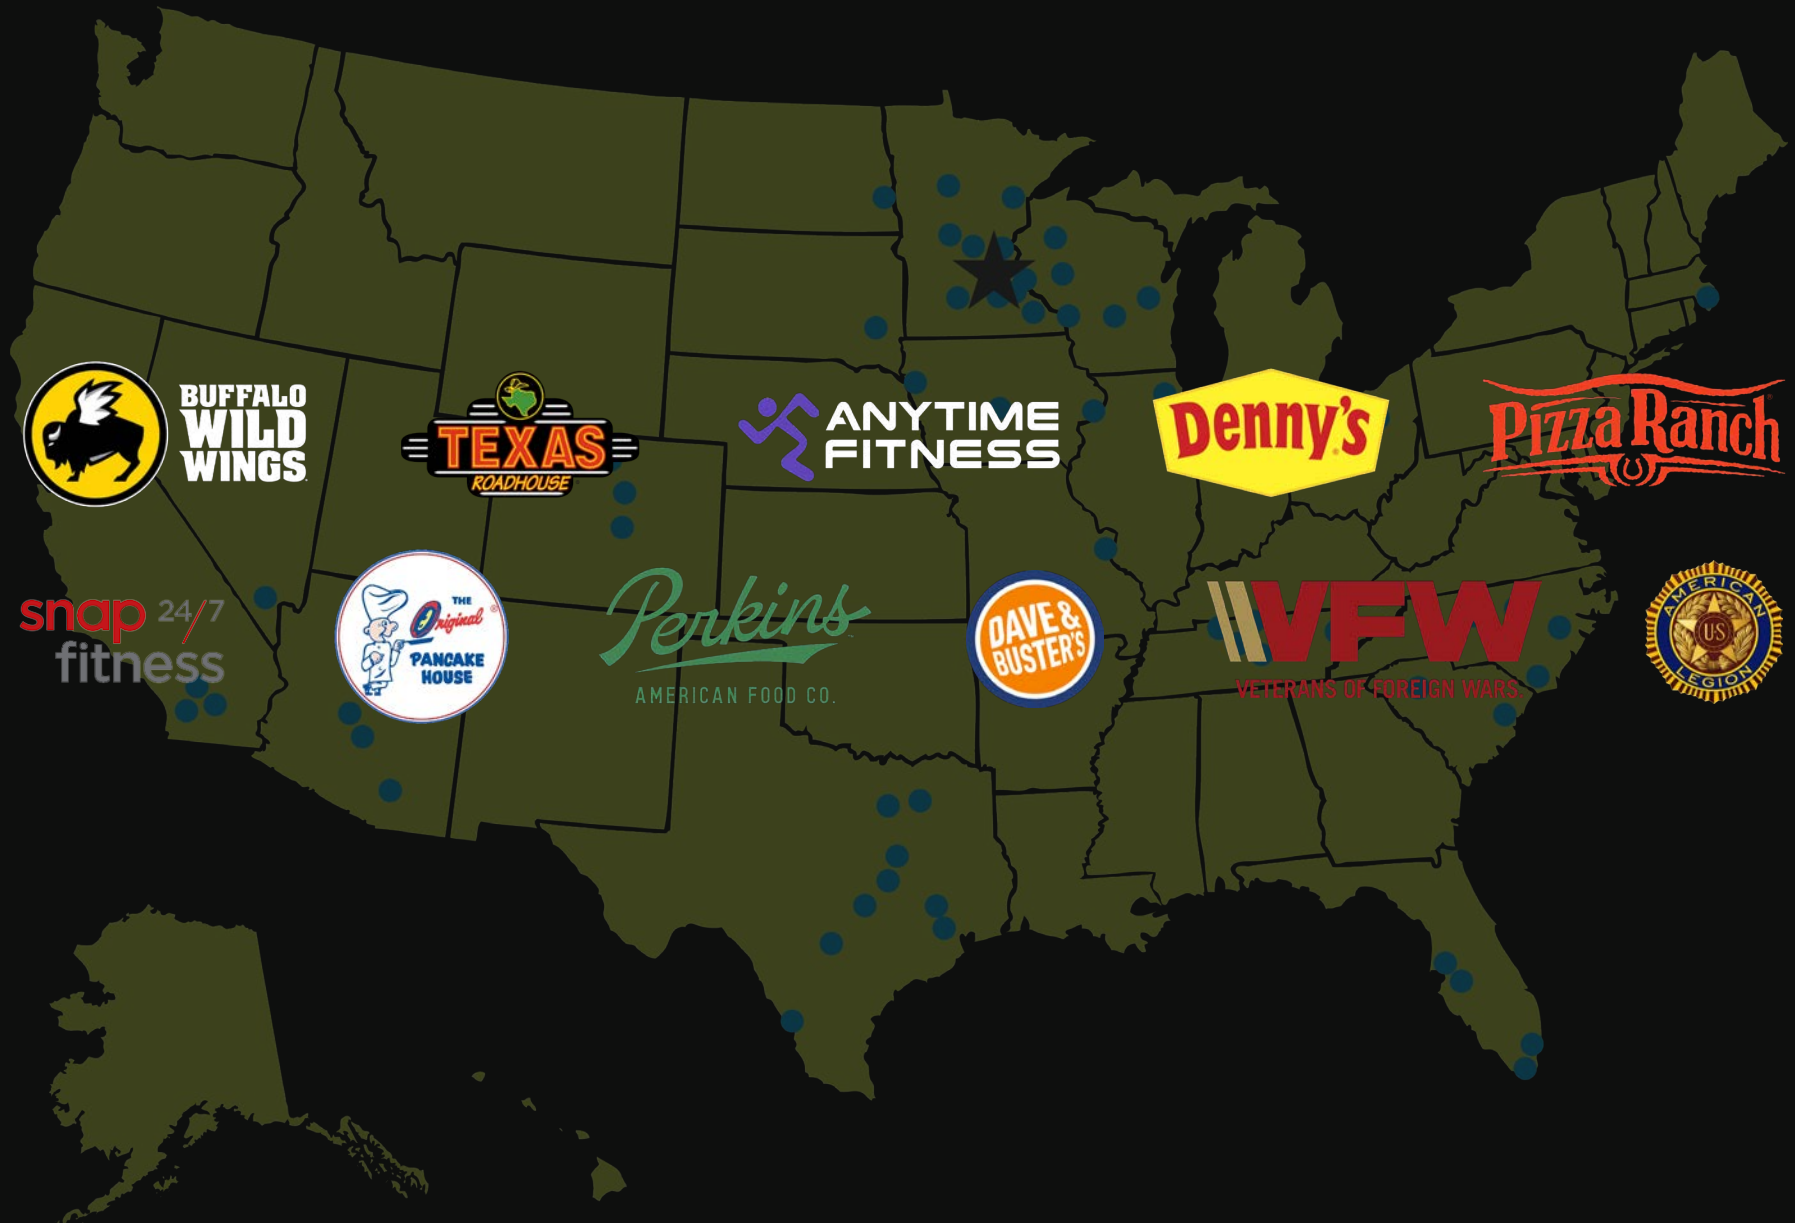 BUFFALO
WILD
WINGS
TEXAS
ROADHOUSE
ANYTIME
FITNESS
Denny's
Pizza Ranch
snap 24/7
fitness
THE
Original
PANCAKE
HOUSE
Perkins
AMERICAN FOOD CO.
DAVE &
BUSTER'S
VFW
VETERANS OF FOREIGN WARS.
AMERICAN
US
LEGION